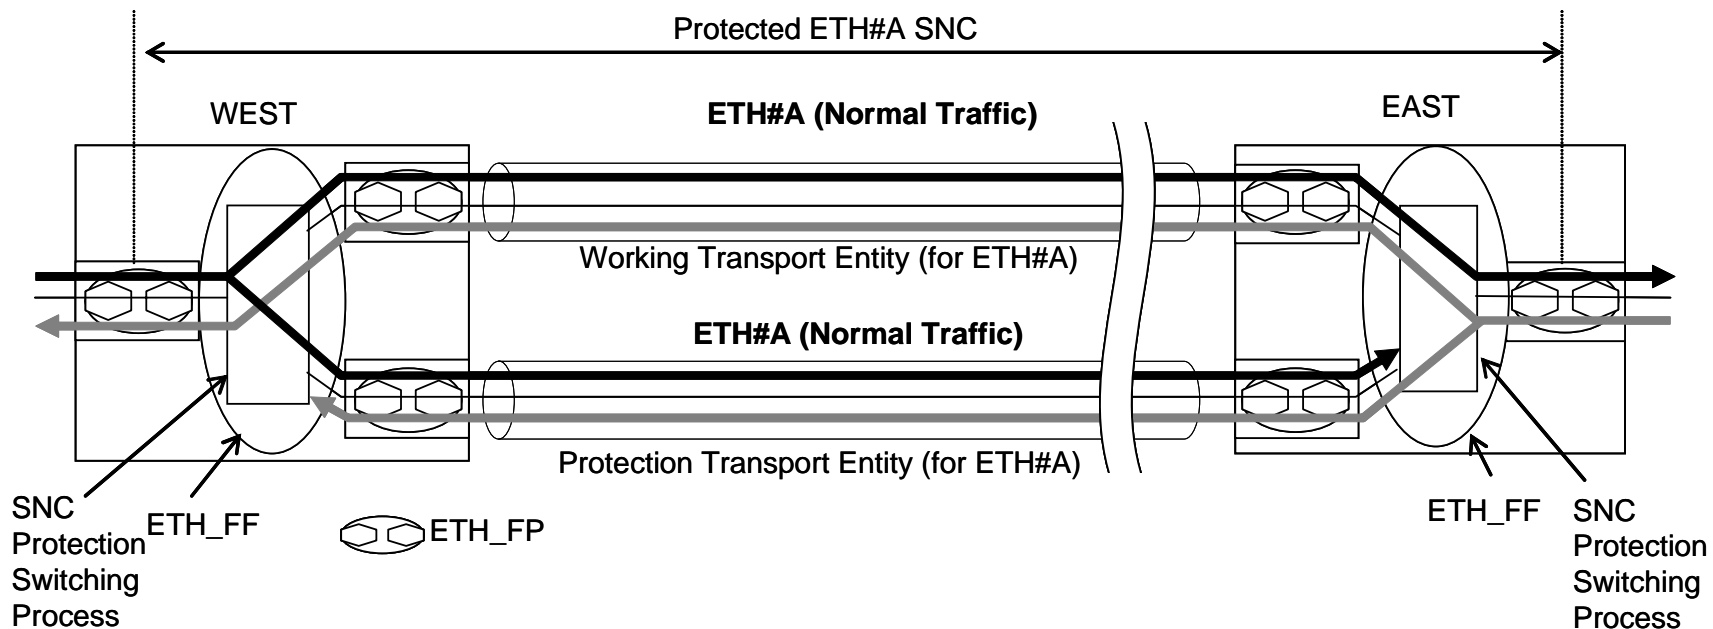 Protected ETH#A SNC
WEST
ETH#A (Normal Traffic)
EAST
Working Transport Entity (for ETH#A)
ETH#A (Normal Traffic)
Protection Transport Entity (for ETH#A)
SNC
Protection
Switching
Process
ETH_FF
ETH_FP
ETH_FF
SNC
Protection
Switching
Process